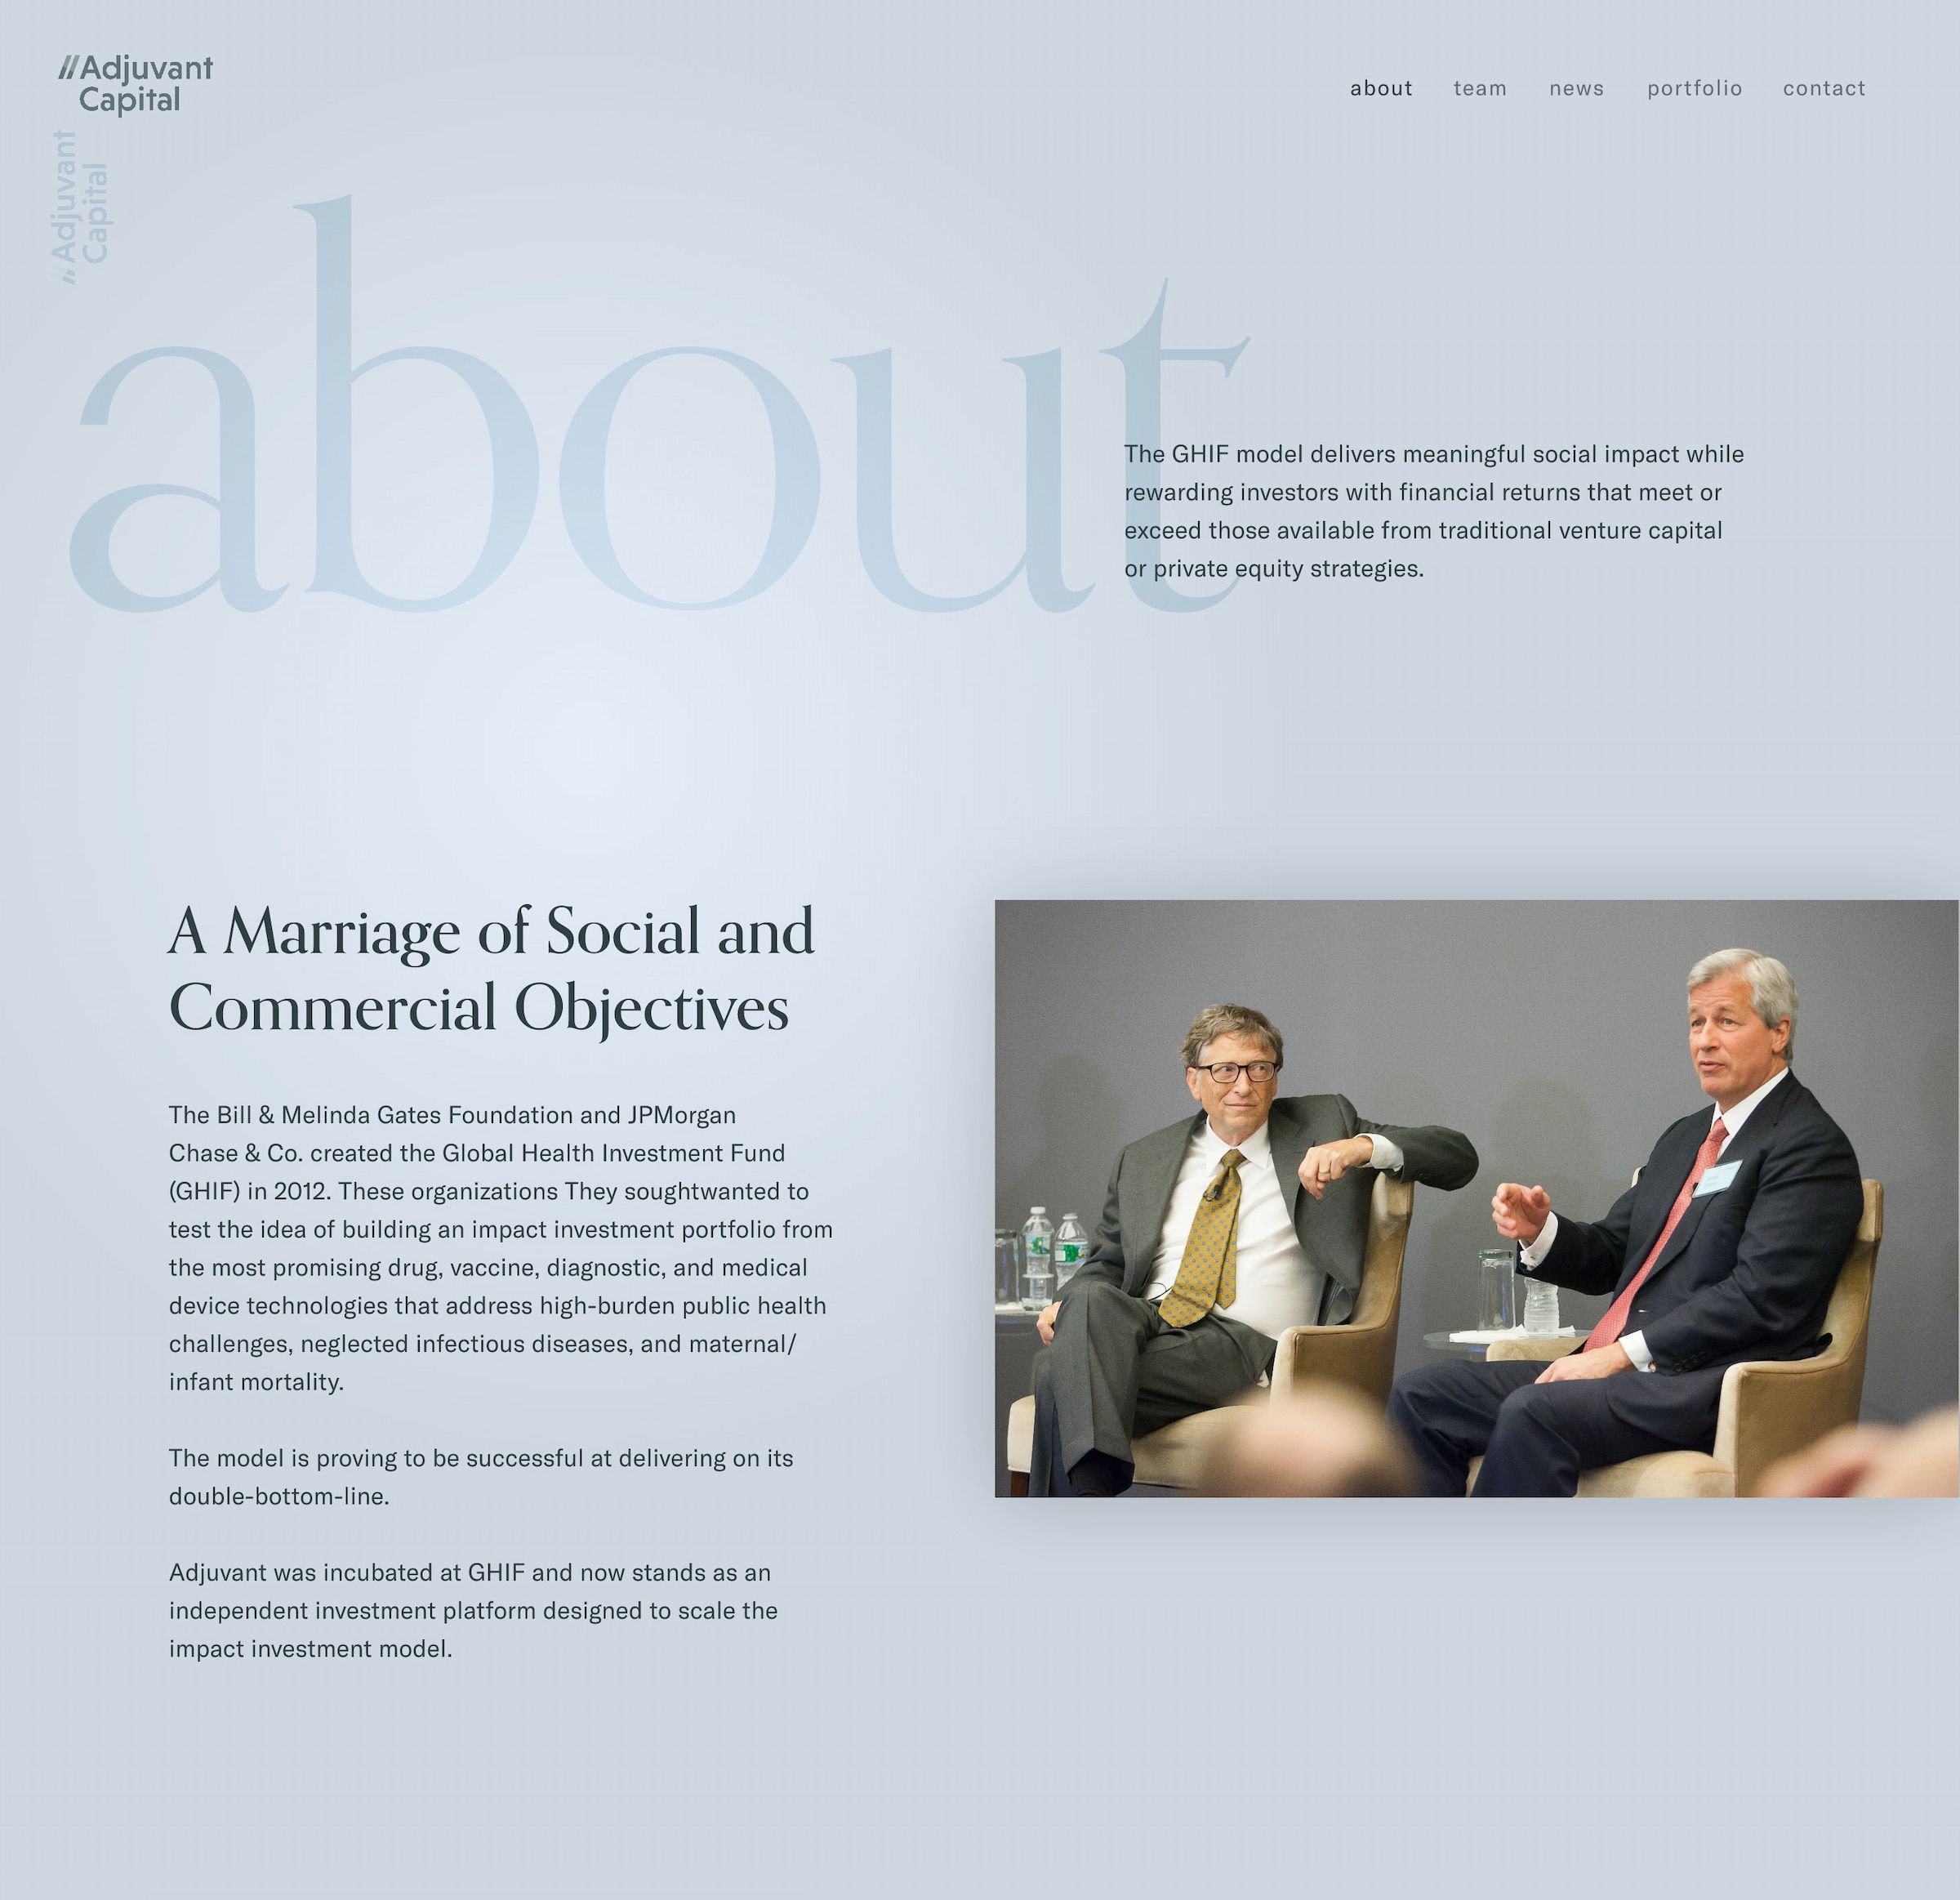 Adjuvant
Capital
about
team
news
portfolio
contact
Adjuvant
Capital
about
The GHIF model delivers meaningful social impact while
rewarding investors with financial returns that meet or
exceed those available from traditional venture capital
or private equity strategies.
A Marriage of Social and
Commercial Objectives
The Bill & Melinda Gates Foundation and JPMorgan
Chase & Co. created the Global Health Investment Fund
(GHIF) in 2012. These organizations They soughtwanted to
test the idea of building an impact investment portfolio from
the most promising drug, vaccine, diagnostic, and medical
device technologies that address high-burden public health
challenges, neglected infectious diseases, and maternal/
infant mortality.
The model is proving to be successful at delivering on its
double-bottom-line.
Adjuvant was incubated at GHIF and now stands as an
independent investment platform designed to scale the
impact investment model.